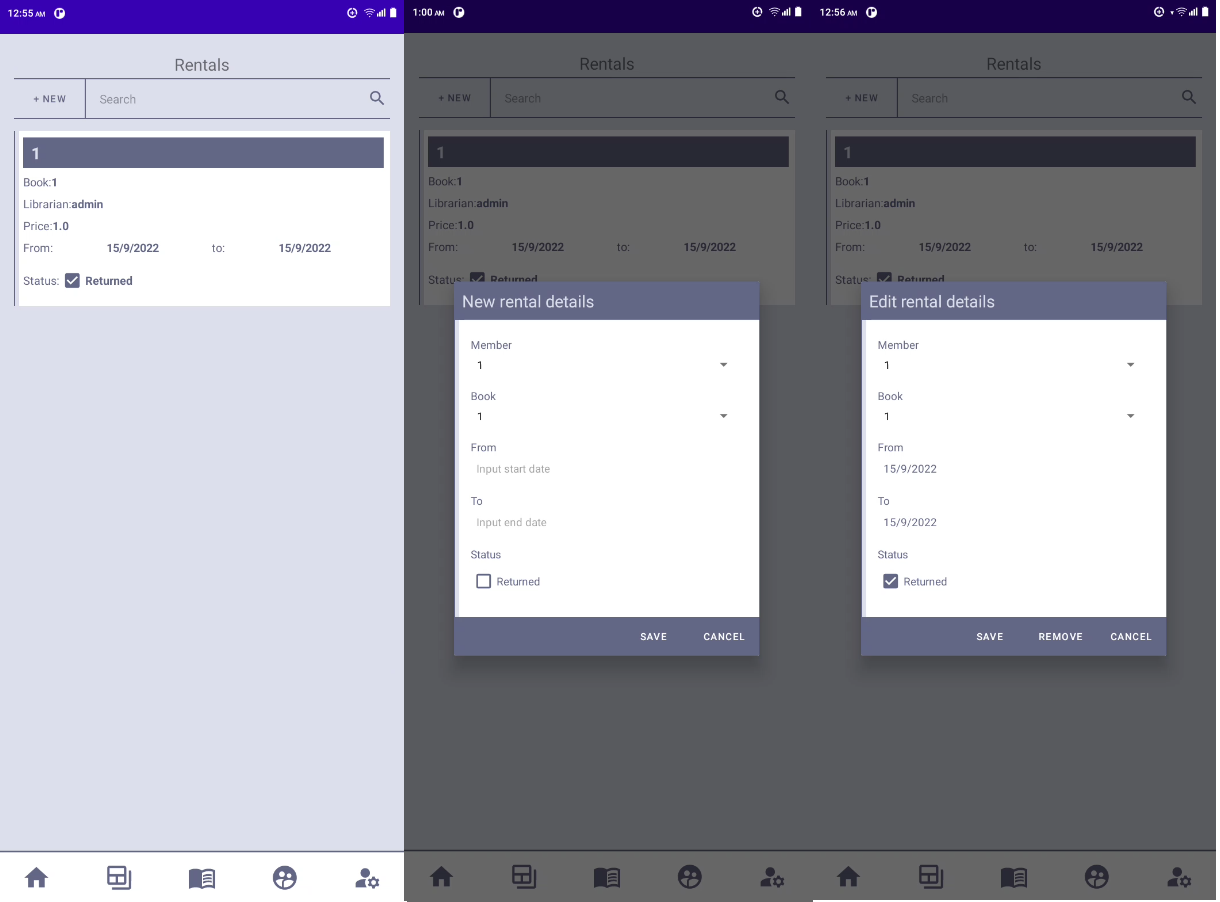 12:55 AM
Rentals
+ NEW
Search
1
Book:1
Librarian:admin
Price:1.0
From: 15/9/2022 to: 15/9/2022
Status: Returned
1:00 AM
Rentals
+ NEW
Search
1
Book:1
Librarian:admin
Price:1.0
From: 15/9/2022 to: 15/9/2022
Status: Returned
New rental details
Member
1
Book
1
From
Input start date
To
Input end date
Status
Returned
SAVE CANCEL
12:56 AM
Rentals
+ NEW
Search
1
Book:1
Librarian:admin
Price:1.0
From: 15/9/2022 to: 15/9/2022
Status: Returned
Edit rental details
Member
1
Book
1
From
15/9/2022
To
15/9/2022
Status
Returned
SAVE REMOVE CANCEL